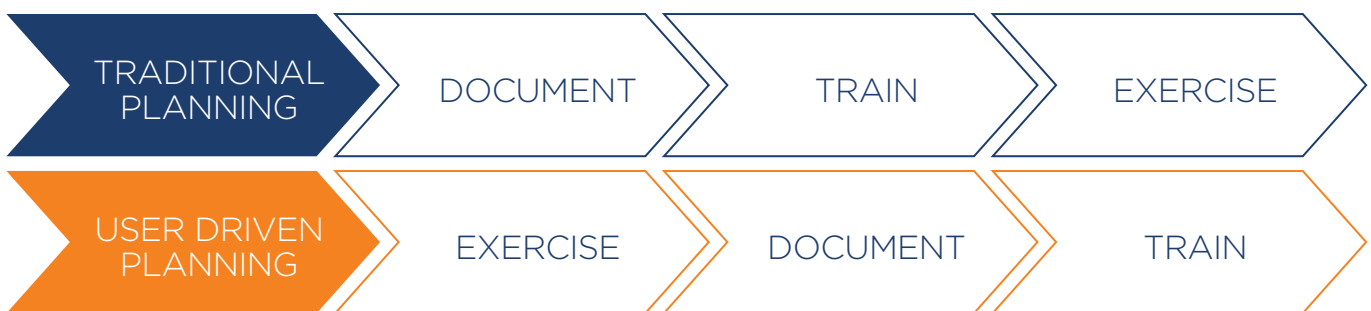 TRADITIONAL
PLANNING
DOCUMENT
TRAIN
EXERCISE
USER DRIVEN
PLANNING
EXERCISE
DOCUMENT
TRAIN